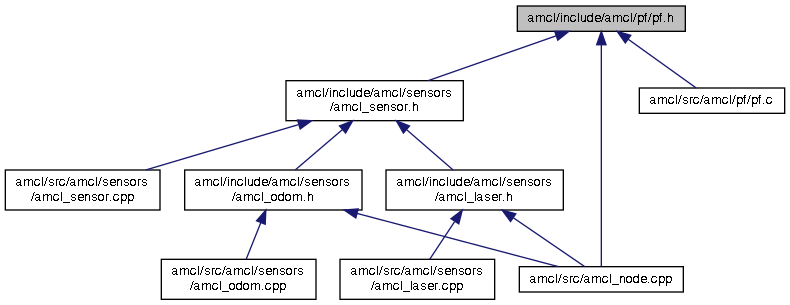 amcl/include/amcl/pf/pf.h
amcl/include/amcl/sensors
/amcl_sensor.h
amcl/src/amcl/pf/pf.c
amcl/src/amcl/sensors
/amcl_sensor.cpp
amcl/include/amcl/sensors
/amcl_odom.h
amcl/include/amcl/sensors
/amcl_laser.h
amcl/src/amcl/sensors
/amcl_odom.cpp
amcl/src/amcl/sensors
/amcl_laser.cpp
amcl/src/amcl_node.cpp